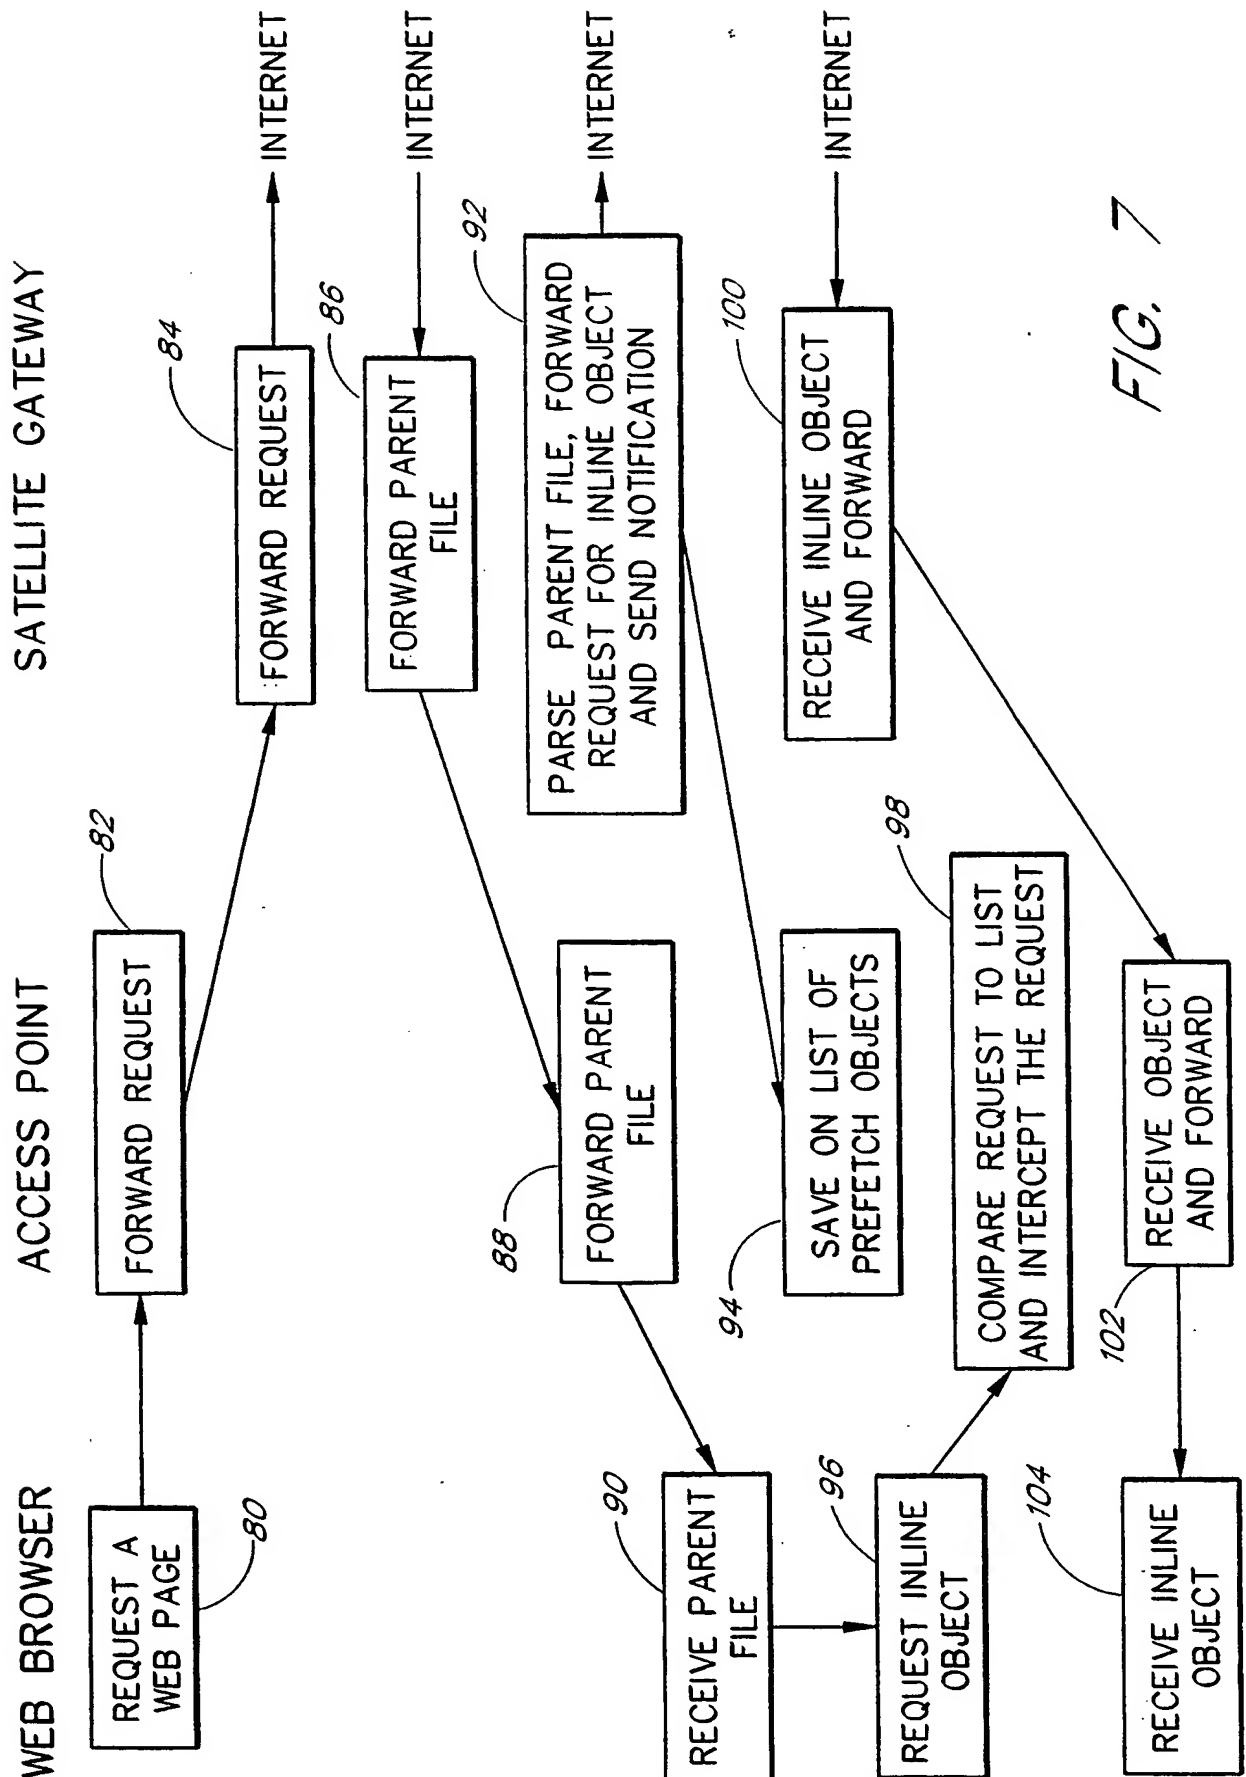 WEB BROWSER
ACCESS POINT
SATELLITE GATEWAY
REQUEST A
WEB PAGE
80
FORWARD REQUEST
82
FORWARD REQUEST
84
INTERNET
FORWARD PARENT
FILE
86
INTERNET
FORWARD PARENT
FILE
88
RECEIVE PARENT
FILE
90
PARSE PARENT FILE, FORWARD
REQUEST FOR INLINE OBJECT
AND SEND NOTIFICATION
92
INTERNET
SAVE ON LIST OF
PREFETCH OBJECTS
94
REQUEST INLINE
OBJECT
96
COMPARE REQUEST TO LIST
AND INTERCEPT THE REQUEST
98
RECEIVE INLINE OBJECT
AND FORWARD
100
INTERNET
RECEIVE OBJECT
AND FORWARD
102
RECEIVE INLINE
OBJECT
104
FIG. 7